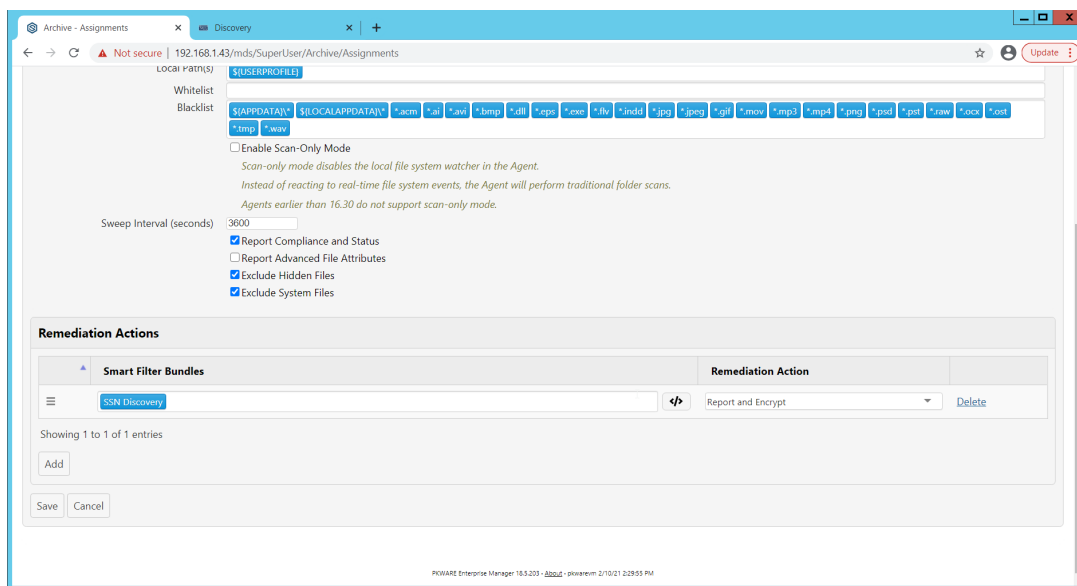 Archive - Assignments
Discovery
Not secure | 192.168.1.43/mds/SuperUser/Archive/Assignments
Update
Local Path(s) ${USERPROFILE}
Whitelist
Blacklist ${APPDATA}\* ${LOCALAPPDATA}\* *.acm *.ai *.avi *.bmp *.dll *.eps *.exe *.flv *.indd *.jpg *.jpeg *.gif *.mov *.mp3 *.mp4 *.png *.psd *.pst *.raw *.ocx *.ost
*.tmp *.wav
Enable Scan-Only Mode
Scan-only mode disables the local file system watcher in the Agent.
Instead of reacting to real-time file system events, the Agent will perform traditional folder scans.
Agents earlier than 16.30 do not support scan-only mode.
Sweep Interval (seconds) 3600
Report Compliance and Status
Report Advanced File Attributes
Exclude Hidden Files
Exclude System Files
Remediation Actions
Smart Filter Bundles Remediation Action
SSN Discovery </> Report and Encrypt Delete
Showing 1 to 1 of 1 entries
Add
Save Cancel
PKWARE Enterprise Manager 18.5.203 - About - pkwarevm 2/10/21 2:29:55 PM